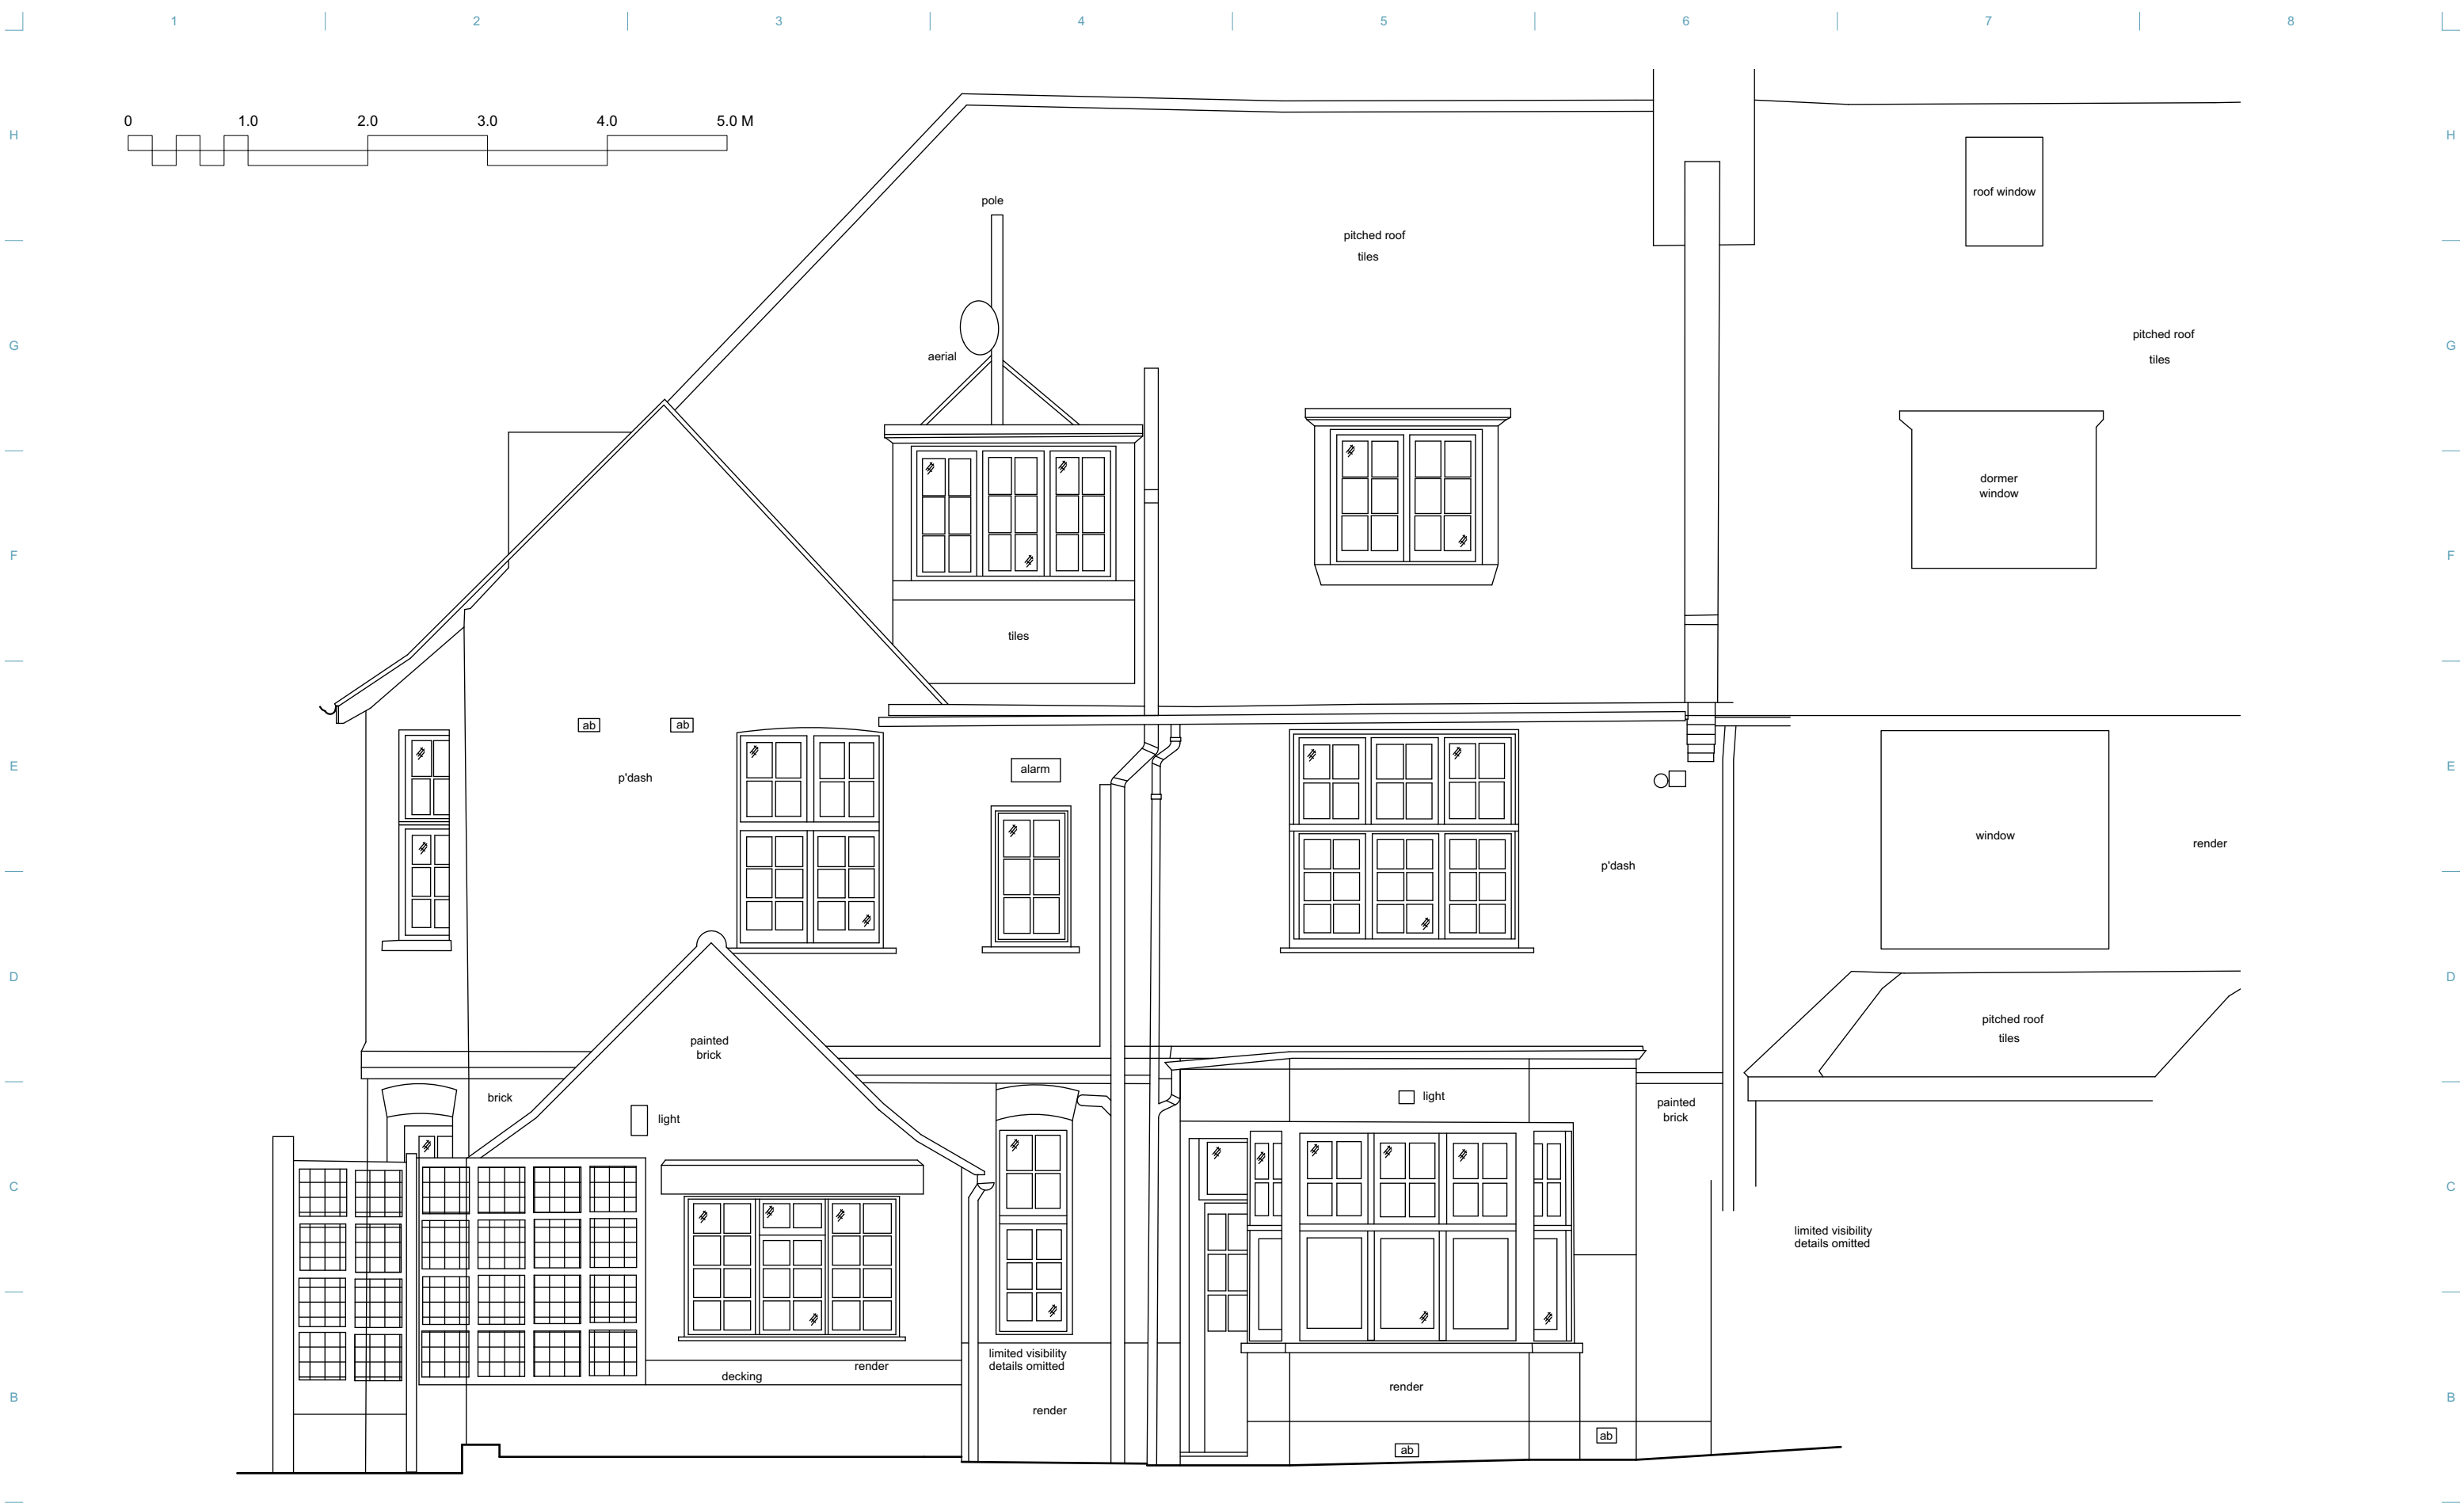 1 2 3 4 5 6 7 8
0 1.0 2.0 3.0 4.0 5.0 M
H H
roof window
pole
pitched roof
tiles
pitched roof
tiles
G G
aerial
dormer
window
F F
tiles
ab ab
alarm
E E
p'dash
window
render
p'dash
D D
pitched roof
tiles
painted
brick
brick
light
light
painted
brick
C C
limited visibility
details omitted
limited visibility
details omitted
render
decking
render
B B
render
ab
ab